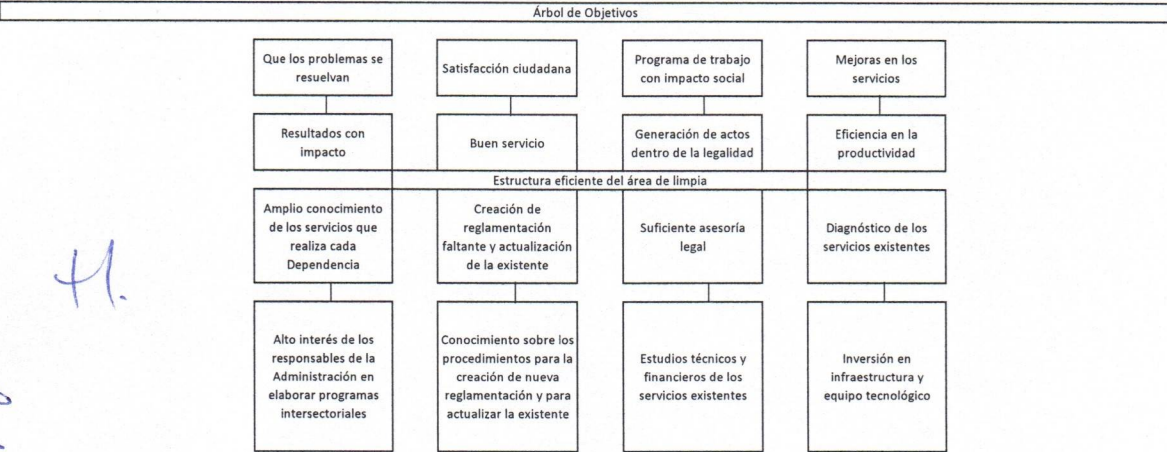 Árbol de Objetivos
Que los problemas se
resuelvan
Satisfacción ciudadana
Programa de trabajo
con impacto social
Mejoras en los
servicios
Resultados con
impacto
Buen servicio
Generación de actos
dentro de la legalidad
Eficiencia en la
productividad
Estructura eficiente del área de limpia
Amplio conocimiento
de los servicios que
realiza cada
Dependencia
Creación de
reglamentación
faltante y actualización
de la existente
Suficiente asesoría
legal
Diagnóstico de los
servicios existentes
Alto interés de los
responsables de la
Administración en
elaborar programas
intersectoriales
Conocimiento sobre los
procedimientos para la
creación de nueva
reglamentación y para
actualizar la existente
Estudios técnicos y
financieros de los
servicios existentes
Inversión en
infraestructura y
equipo tecnológico